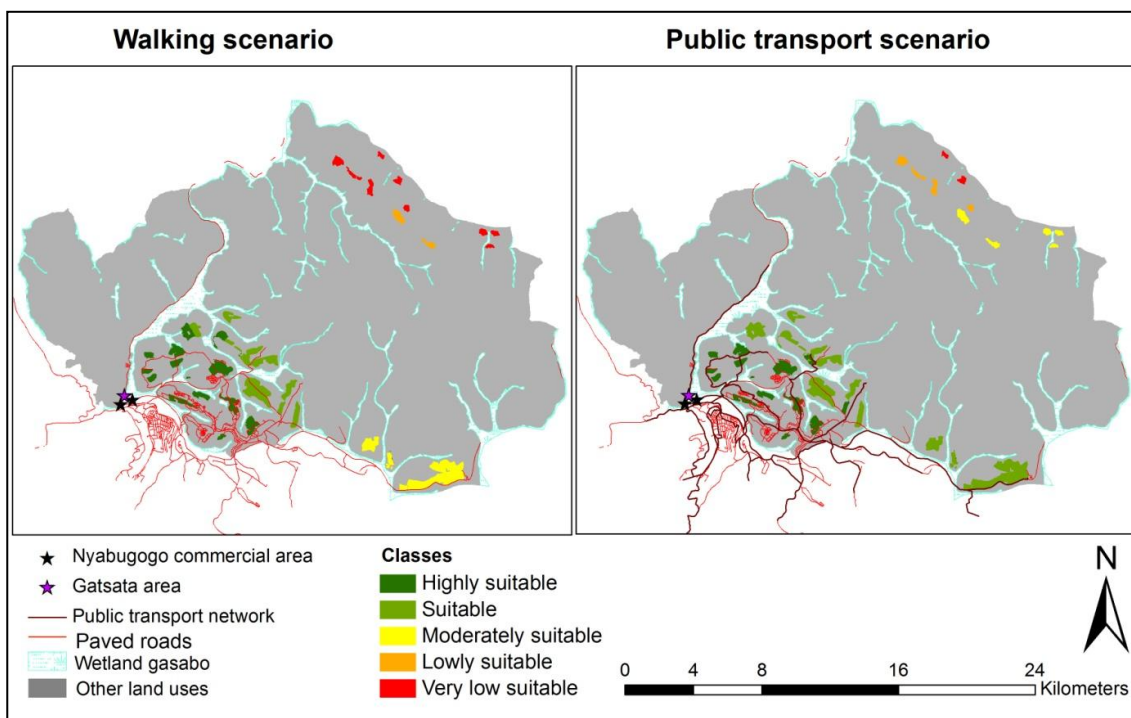 Walking scenario
Public transport scenario
Nyabugogo commercial area
Gatsata area
Public transport network
Paved roads
Wetland gasabo
Other land uses
Classes
Highly suitable
Suitable
Moderately suitable
Lowly suitable
Very low suitable
N
0 4 8 16 24
Kilometers